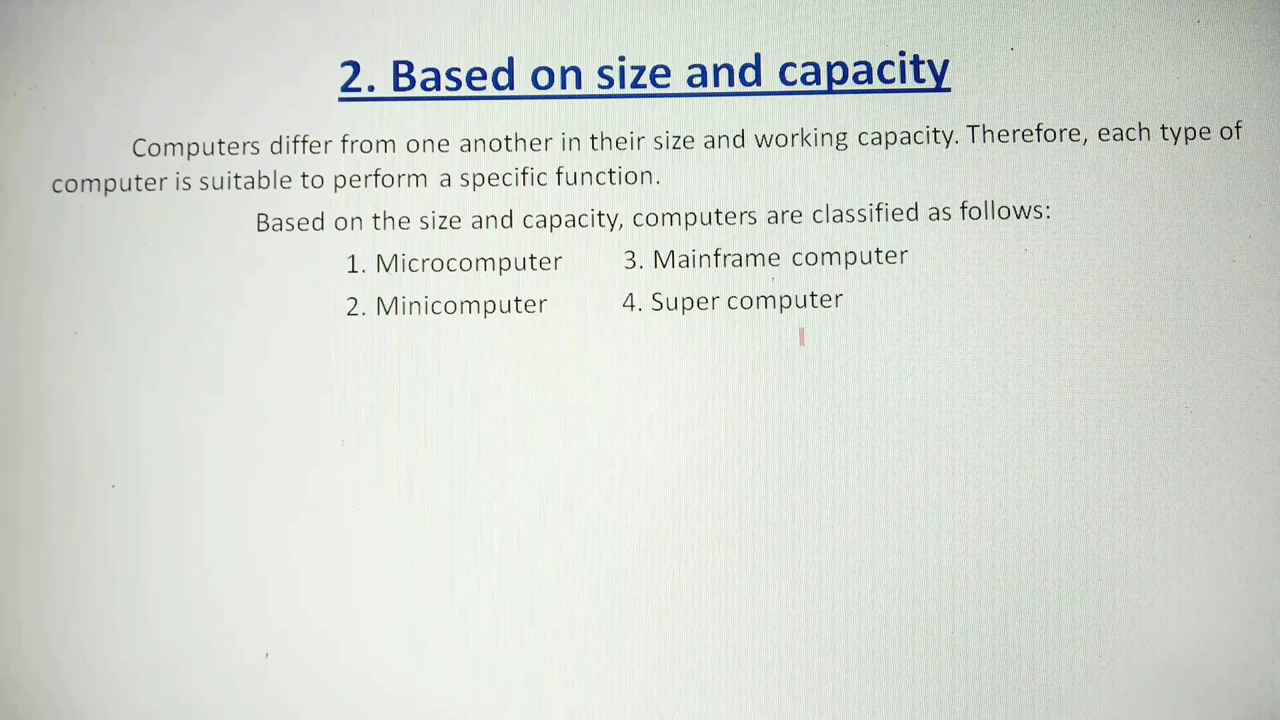 2. Based on size and capacity
Computers differ from one another in their size and working capacity. Therefore, each type of
computer is suitable to perform a specific function.
Based on the size and capacity, computers are classified as follows:
1. Microcomputer 3. Mainframe computer
2. Minicomputer 4. Super computer